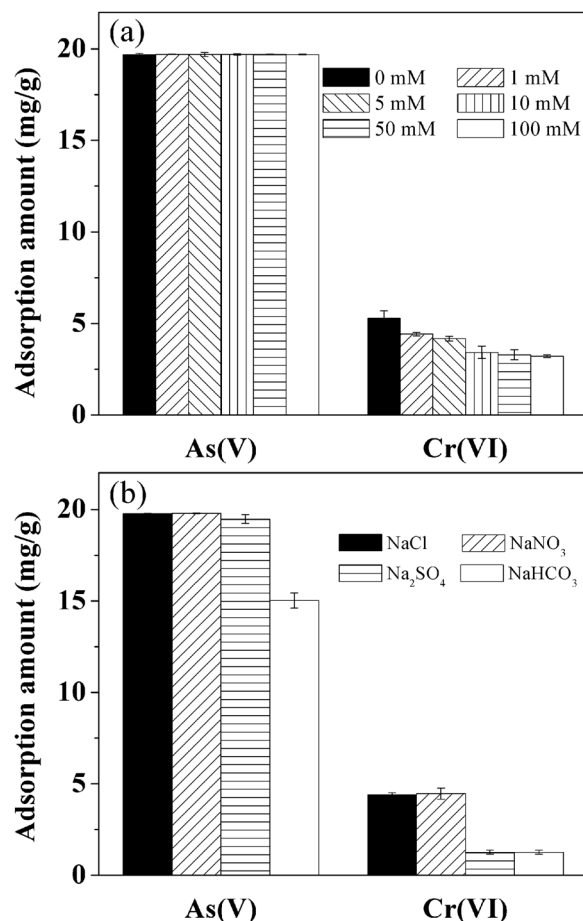 (a)
20
15
10
5
0
Adsorption amount (mg/g)
0 mM 1 mM
5 mM 10 mM
50 mM 100 mM
As(V) Cr(VI)
(b)
20
15
10
5
0
Adsorption amount (mg/g)
NaCl NaNO₃
Na₂SO₄ NaHCO₃
As(V) Cr(VI)